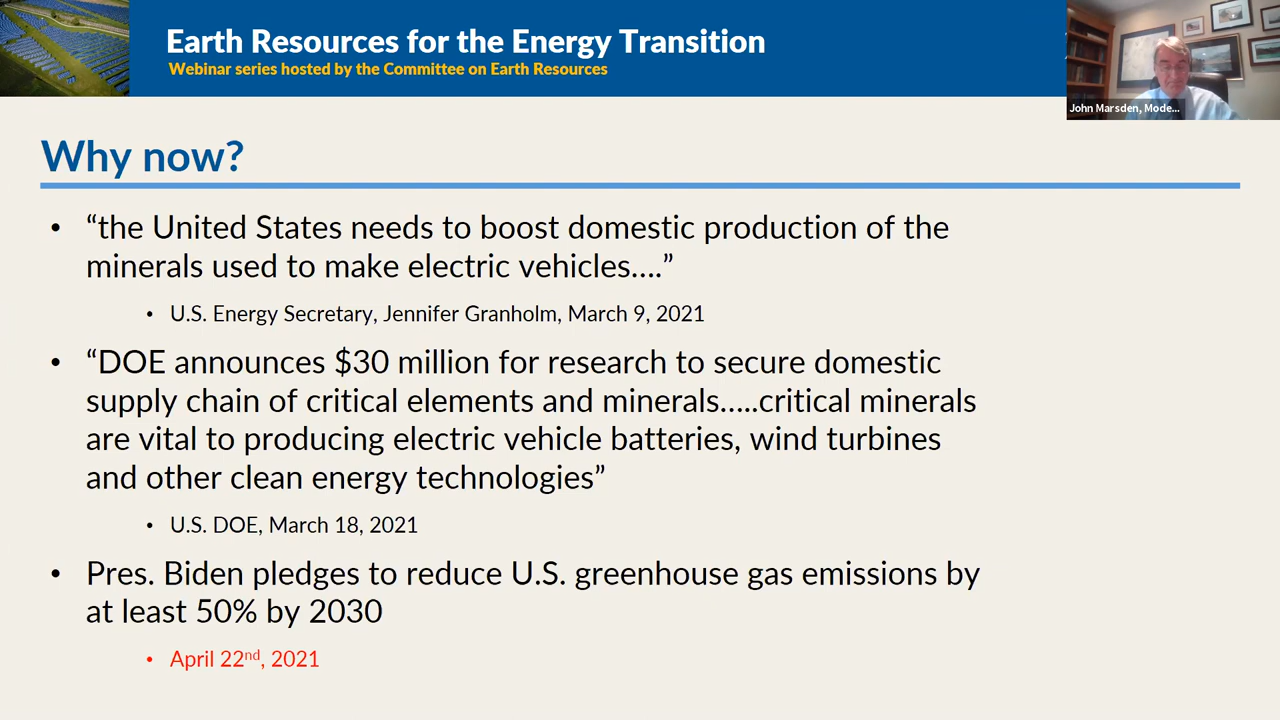 Earth Resources for the Energy Transition
Webinar series hosted by the Committee on Earth Resources
John Marsden, Mode...
Why now?
• “the United States needs to boost domestic production of the
minerals used to make electric vehicles....”
• U.S. Energy Secretary, Jennifer Granholm, March 9, 2021
• “DOE announces $30 million for research to secure domestic
supply chain of critical elements and minerals.....critical minerals
are vital to producing electric vehicle batteries, wind turbines
and other clean energy technologies”
• U.S. DOE, March 18, 2021
• Pres. Biden pledges to reduce U.S. greenhouse gas emissions by
at least 50% by 2030
• April 22nd, 2021